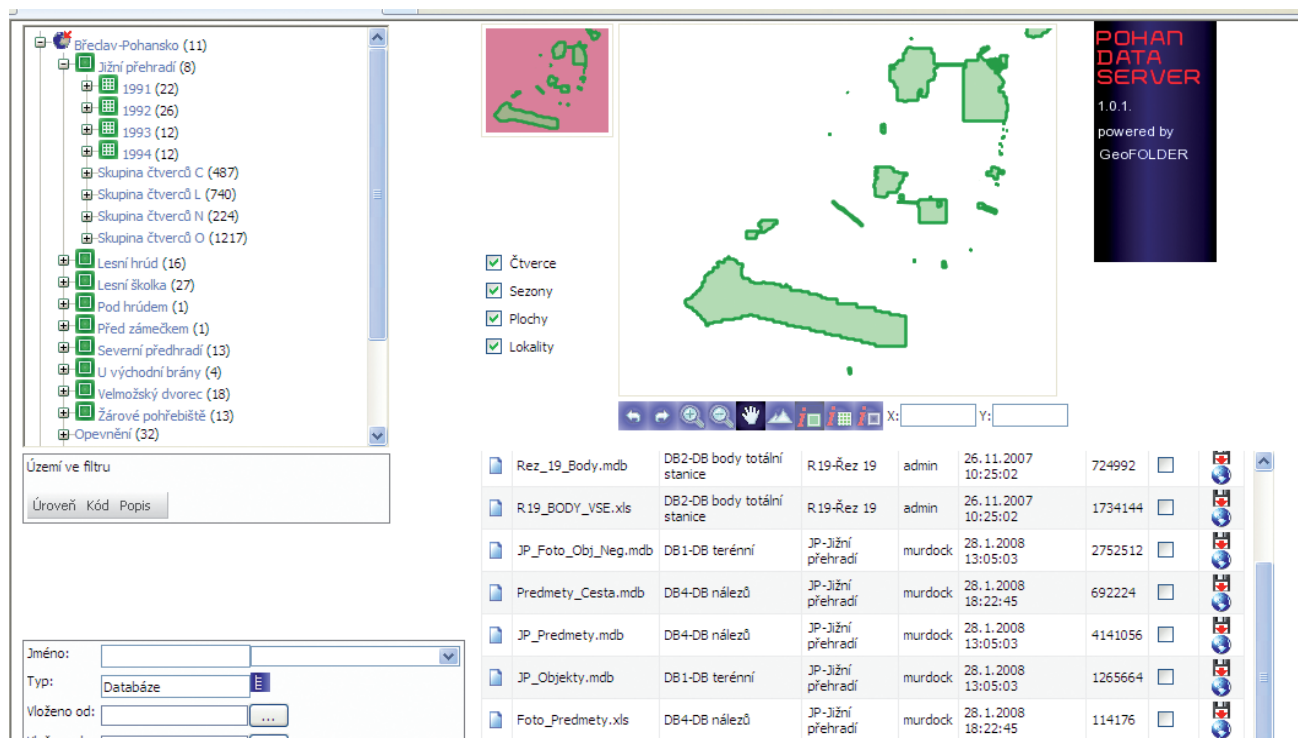 Břeclav-Pohansko (11)
Jižní přehradí (8)
1991 (22)
1992 (26)
1993 (12)
1994 (12)
Skupina čtverců C (487)
Skupina čtverců L (740)
Skupina čtverců N (224)
Skupina čtverců O (1217)
Lesní hrúd (16)
Lesní školka (27)
Pod hrúdem (1)
Před zámečkem (1)
Severní předhradí (13)
U východní brány (4)
Velmožský dvorec (18)
Žárové pohřebiště (13)
Opevnění (32)
Území ve filtru
Úroveň Kód Popis
Jméno:
Typ: Databáze
Vloženo od: ...
Čtverce
Sezony
Plochy
Lokality
POHAN
DATA
SERVER
1.0.1.
powered by
GeoFOLDER
X: Y:
Rez_19_Body.mdb DB2-DB body totální stanice R19-Řez 19 admin 26.11.2007 10:25:02 724992
R19_BODY_VSE.xls DB2-DB body totální stanice R19-Řez 19 admin 26.11.2007 10:25:02 1734144
JP_Foto_Obj_Neg.mdb DB1-DB terénní JP-Jižní přehradí murdock 28.1.2008 13:05:03 2752512
Predmety_Cesta.mdb DB4-DB nálezů JP-Jižní přehradí murdock 28.1.2008 18:22:45 692224
JP_Predmety.mdb DB4-DB nálezů JP-Jižní přehradí murdock 28.1.2008 13:05:03 4141056
JP_Objekty.mdb DB1-DB terénní JP-Jižní přehradí murdock 28.1.2008 13:05:03 1265664
Foto_Predmety.xls DB4-DB nálezů JP-Jižní přehradí murdock 28.1.2008 18:22:45 114176